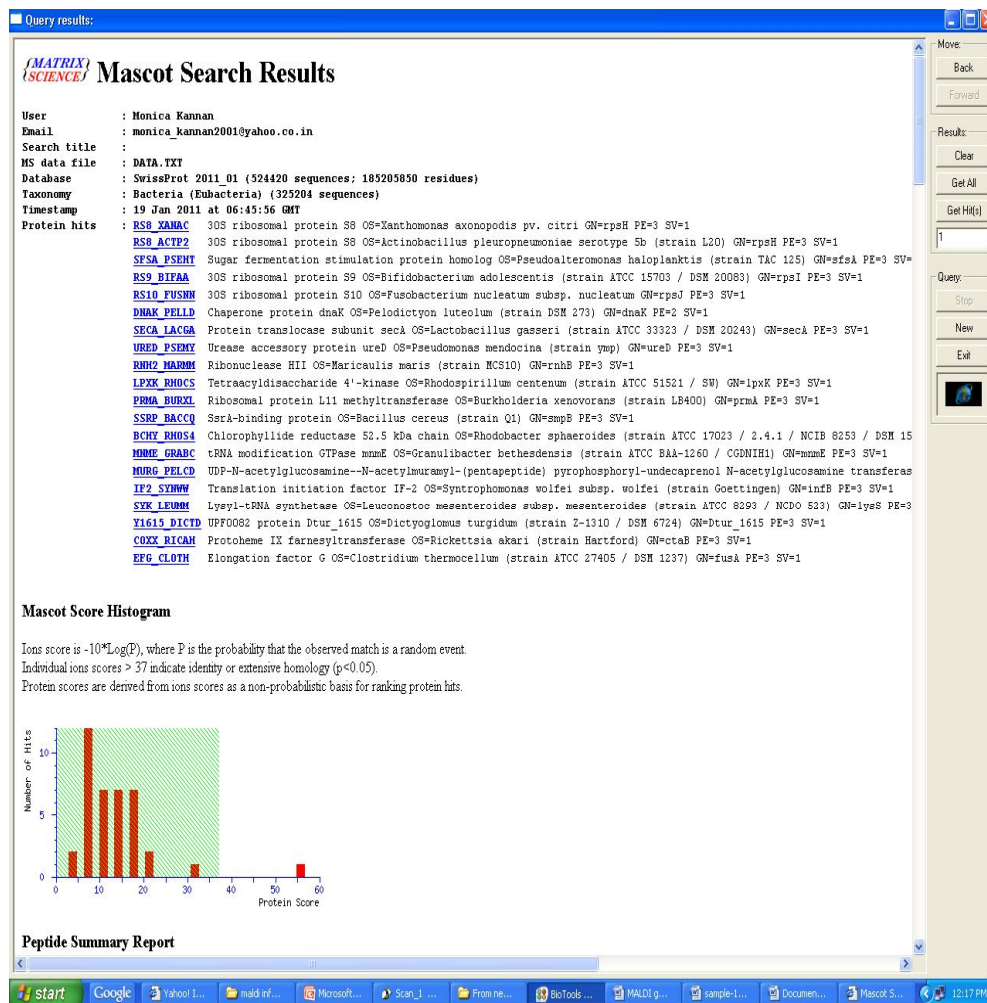 Query results:
{MATRIX SCIENCE} Mascot Search Results
User : Monica Kannan
Email : monica_kannan2001@yahoo.co.in
Search title :
MS data file : DATA.TXT
Database : SwissProt 2011_01 (524420 sequences; 185205850 residues)
Taxonomy : Bacteria (Eubacteria) (325204 sequences)
Timestamp : 19 Jan 2011 at 06:45:56 GMT
Protein hits : RS8_XANAC 30S ribosomal protein S8 OS=Xanthomonas axonopodis pv. citri GN=rpsH PE=3 SV=1
RS8_ACTP2 30S ribosomal protein S8 OS=Actinobacillus pleuropneumoniae serotype 5b (strain L20) GN=rpsH PE=3 SV=1
SFSA_PSEHT Sugar fermentation stimulation protein homolog OS=Pseudoalteromonas haloplanktis (strain TAC 125) GN=sfsA PE=3 SV=
RS9_BIFAA 30S ribosomal protein S9 OS=Bifidobacterium adolescentis (strain ATCC 15703 / DSM 20083) GN=rpsI PE=3 SV=1
RS10_FUSNN 30S ribosomal protein S10 OS=Fusobacterium nucleatum subsp. nucleatum GN=rpsJ PE=3 SV=1
DNAK_PELLD Chaperone protein dnaK OS=Pelodictyon luteolum (strain DSM 273) GN=dnaK PE=2 SV=1
SECA_LACGA Protein translocase subunit secA OS=Lactobacillus gasseri (strain ATCC 33323 / DSM 20243) GN=secA PE=3 SV=1
URED_PSEMY Urease accessory protein ureD OS=Pseudomonas mendocina (strain ymp) GN=ureD PE=3 SV=1
RNH2_MARMM Ribonuclease HII OS=Maricaulis maris (strain MCS10) GN=rnhB PE=3 SV=1
LPXK_RHOCS Tetraacyldisaccharide 4'-kinase OS=Rhodospirillum centenum (strain ATCC 51521 / SW) GN=lpxK PE=3 SV=1
PRMA_BURXL Ribosomal protein L11 methyltransferase OS=Burkholderia xenovorans (strain LB400) GN=prmA PE=3 SV=1
SSRP_BACCQ SsrA-binding protein OS=Bacillus cereus (strain Q1) GN=smpB PE=3 SV=1
BCHY_RHOS4 Chlorophyllide reductase 52.5 kDa chain OS=Rhodobacter sphaeroides (strain ATCC 17023 / 2.4.1 / NCIB 8253 / DSM 15
MNME_GRABC tRNA modification GTPase mnmE OS=Granulibacter bethesdensis (strain ATCC BAA-1260 / CGDNIH1) GN=mnmE PE=3 SV=1
MURG_PELCD UDP-N-acetylglucosamine--N-acetylmuramyl-(pentapeptide) pyrophosphoryl-undecaprenol N-acetylglucosamine transferas
IF2_SYNWW Translation initiation factor IF-2 OS=Syntrophomonas wolfei subsp. wolfei (strain Goettingen) GN=infB PE=3 SV=1
SYK_LEUMM Lysyl-tRNA synthetase OS=Leuconostoc mesenteroides subsp. mesenteroides (strain ATCC 8293 / NCDO 523) GN=lysS PE=3
Y1615_DICTD UPF0082 protein Dtur_1615 OS=Dictyoglomus turgidum (strain Z-1310 / DSM 6724) GN=Dtur_1615 PE=3 SV=1
COXX_RICAH Protoheme IX farnesyltransferase OS=Rickettsia akari (strain Hartford) GN=ctaB PE=3 SV=1
EFG_CLOTH Elongation factor G OS=Clostridium thermocellum (strain ATCC 27405 / DSM 1237) GN=fusA PE=3 SV=1
Mascot Score Histogram
Ions score is -10*Log(P), where P is the probability that the observed match is a random event.
Individual ions scores > 37 indicate identity or extensive homology (p<0.05).
Protein scores are derived from ions scores as a non-probabilistic basis for ranking protein hits.
Number of Hits
10
5
0
0 10 20 30 40 50 60
Protein Score
Peptide Summary Report
Move:
Back
Forward
Results:
Clear
Get All
Get Hit(s)
1
Query:
Stop
New
Exit
start Google Yahoo! I... maldi inf... Microsoft... Scan_1 ... From ne... BioTools ... MALDI g... sample-1... Documen... Mascot S... 12:17 PM